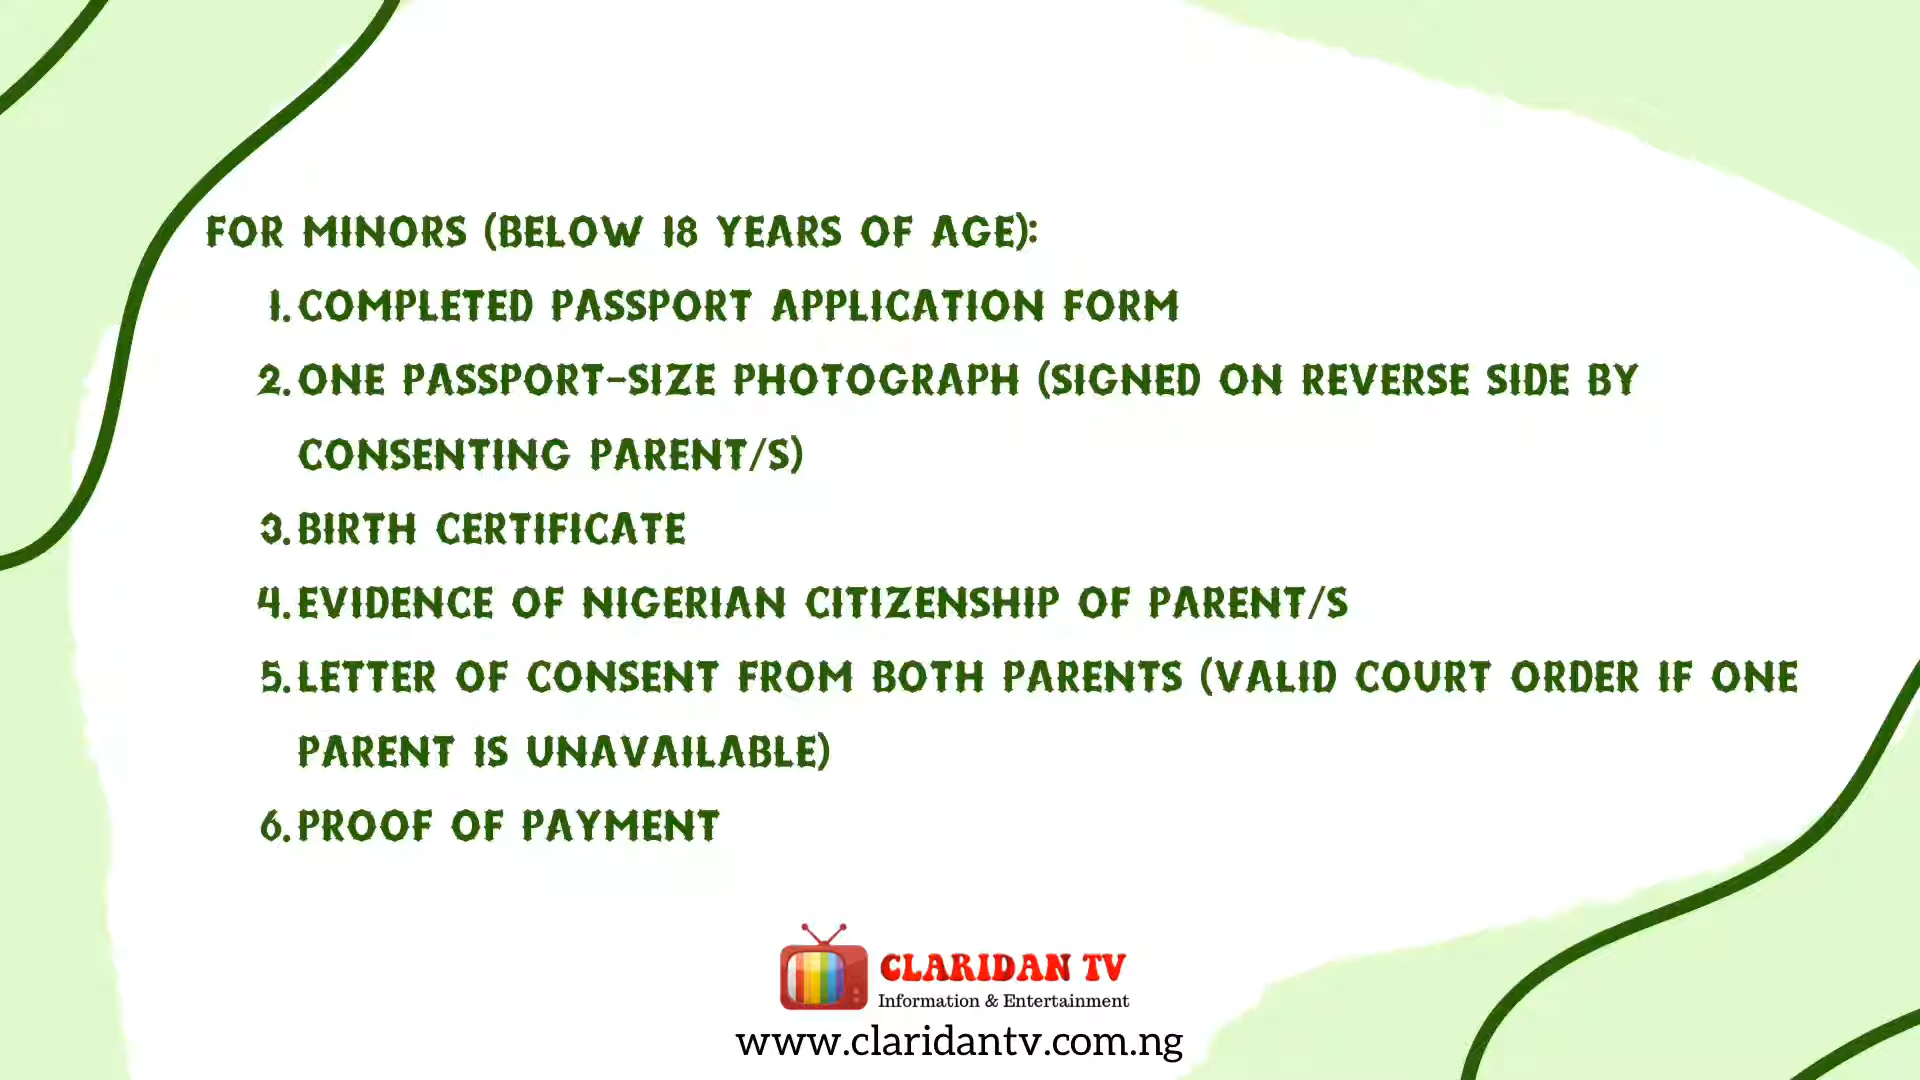 FOR MINORS (BELOW 18 YEARS OF AGE):
1. COMPLETED PASSPORT APPLICATION FORM
2. ONE PASSPORT-SIZE PHOTOGRAPH (SIGNED ON REVERSE SIDE BY
CONSENTING PARENT/S)
3. BIRTH CERTIFICATE
4. EVIDENCE OF NIGERIAN CITIZENSHIP OF PARENT/S
5. LETTER OF CONSENT FROM BOTH PARENTS (VALID COURT ORDER IF ONE
PARENT IS UNAVAILABLE)
6. PROOF OF PAYMENT
CLARIDAN TV
Information & Entertainment
www.claridantv.com.ng